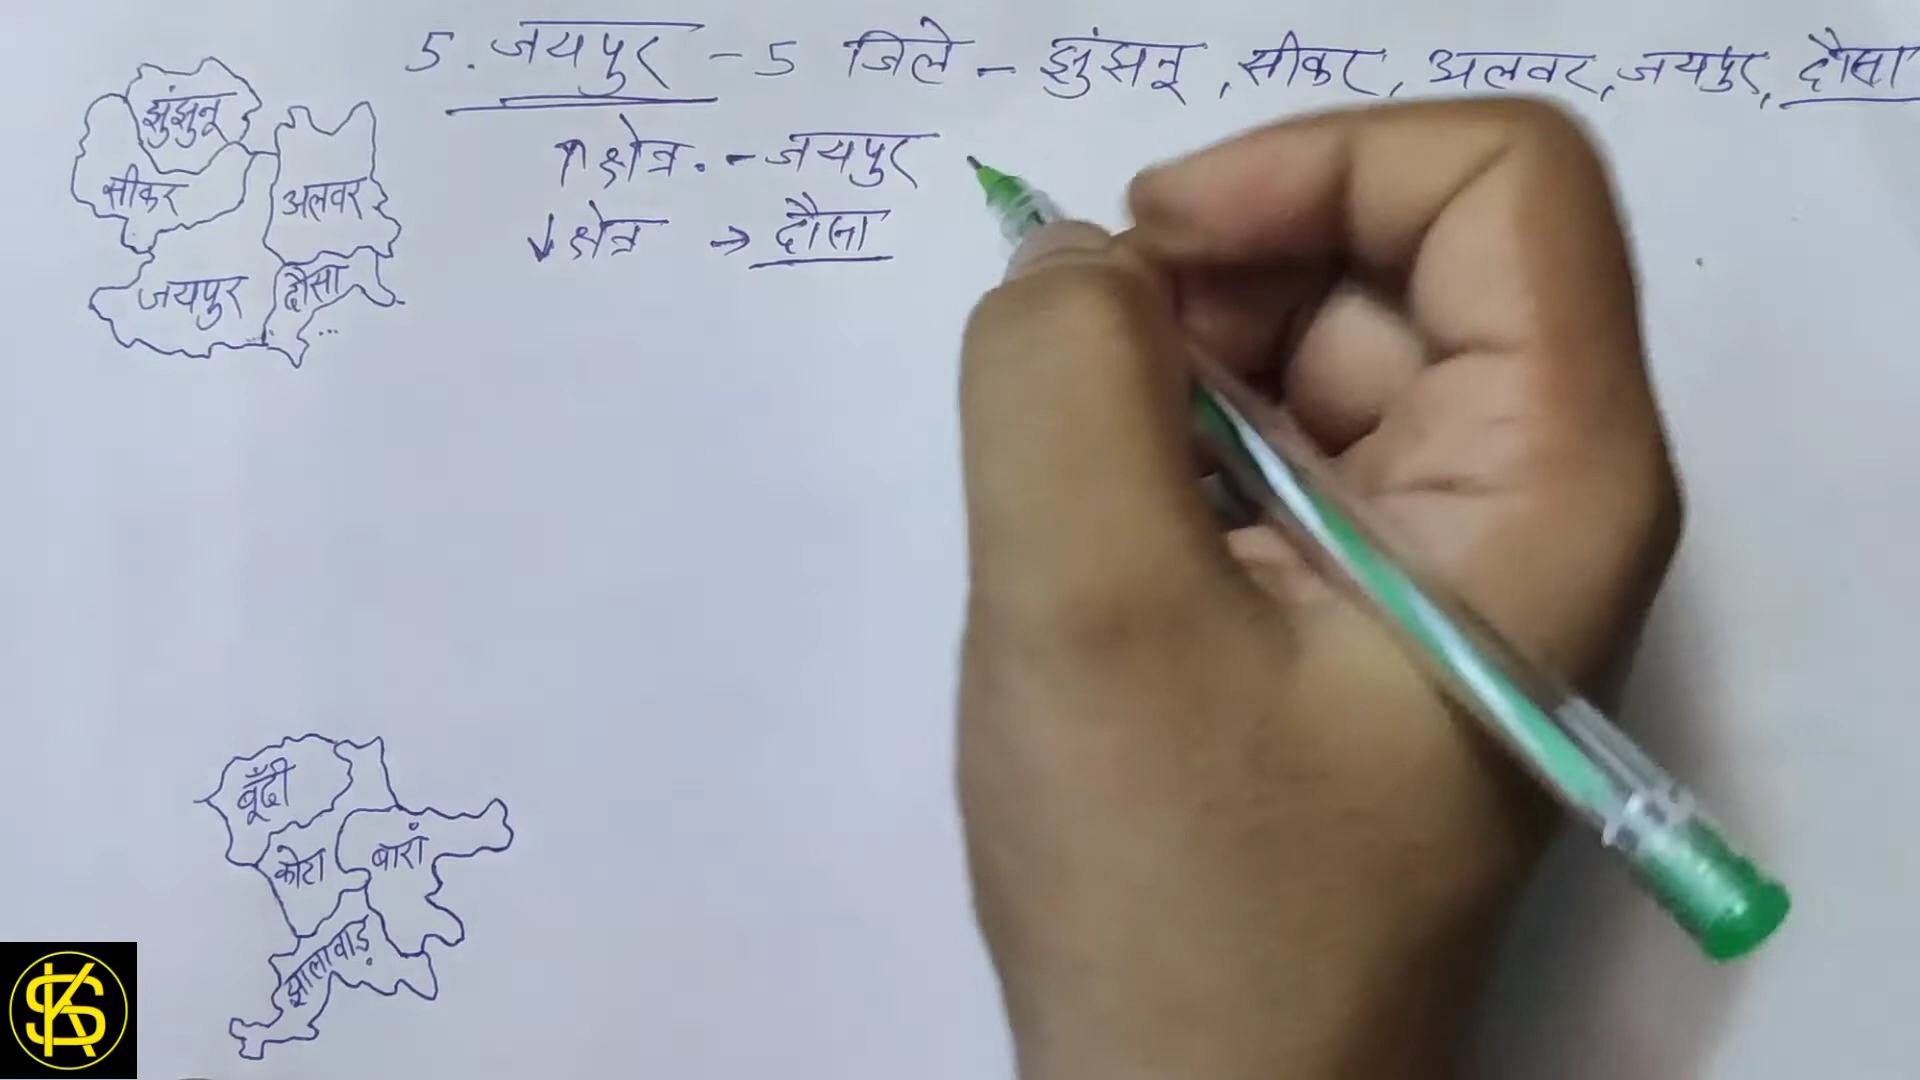 5. जयपुर - 5 जिले - झुंझनू, सीकर, अलवर, जयपुर, दौसा
↑ क्षेत्र. - जयपुर
↓ क्षेत्र → दौसा
झुंझुनू
सीकर
अलवर
जयपुर
दौसा
बूँदी
कोटा
बारां
झालावाड़